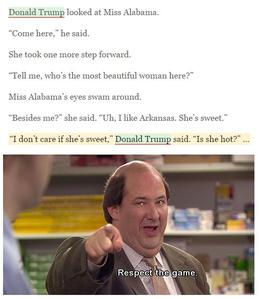 Donald Trump looked at Miss Alabama.
“Come here,” he said.
She took one more step forward.
“Tell me, who’s the most beautiful woman here?”
Miss Alabama’s eyes swam around.
“Besides me?” she said. “Uh, I like Arkansas. She’s sweet.”
“I don’t care if she’s sweet,” Donald Trump said. “Is she hot?” ...
Respect the game.